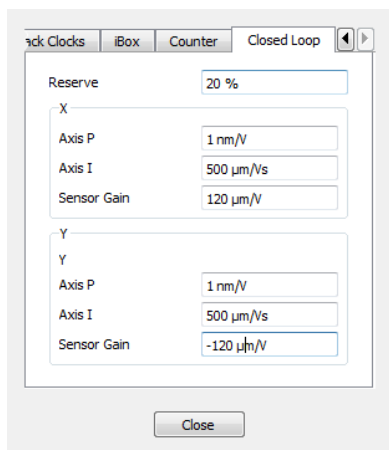 ack Clocks iBox Counter Closed Loop
Reserve 20 %
X
Axis P 1 nm/V
Axis I 500 µm/Vs
Sensor Gain 120 µm/V
Y
Y
Axis P 1 nm/V
Axis I 500 µm/Vs
Sensor Gain -120 µm/V
Close